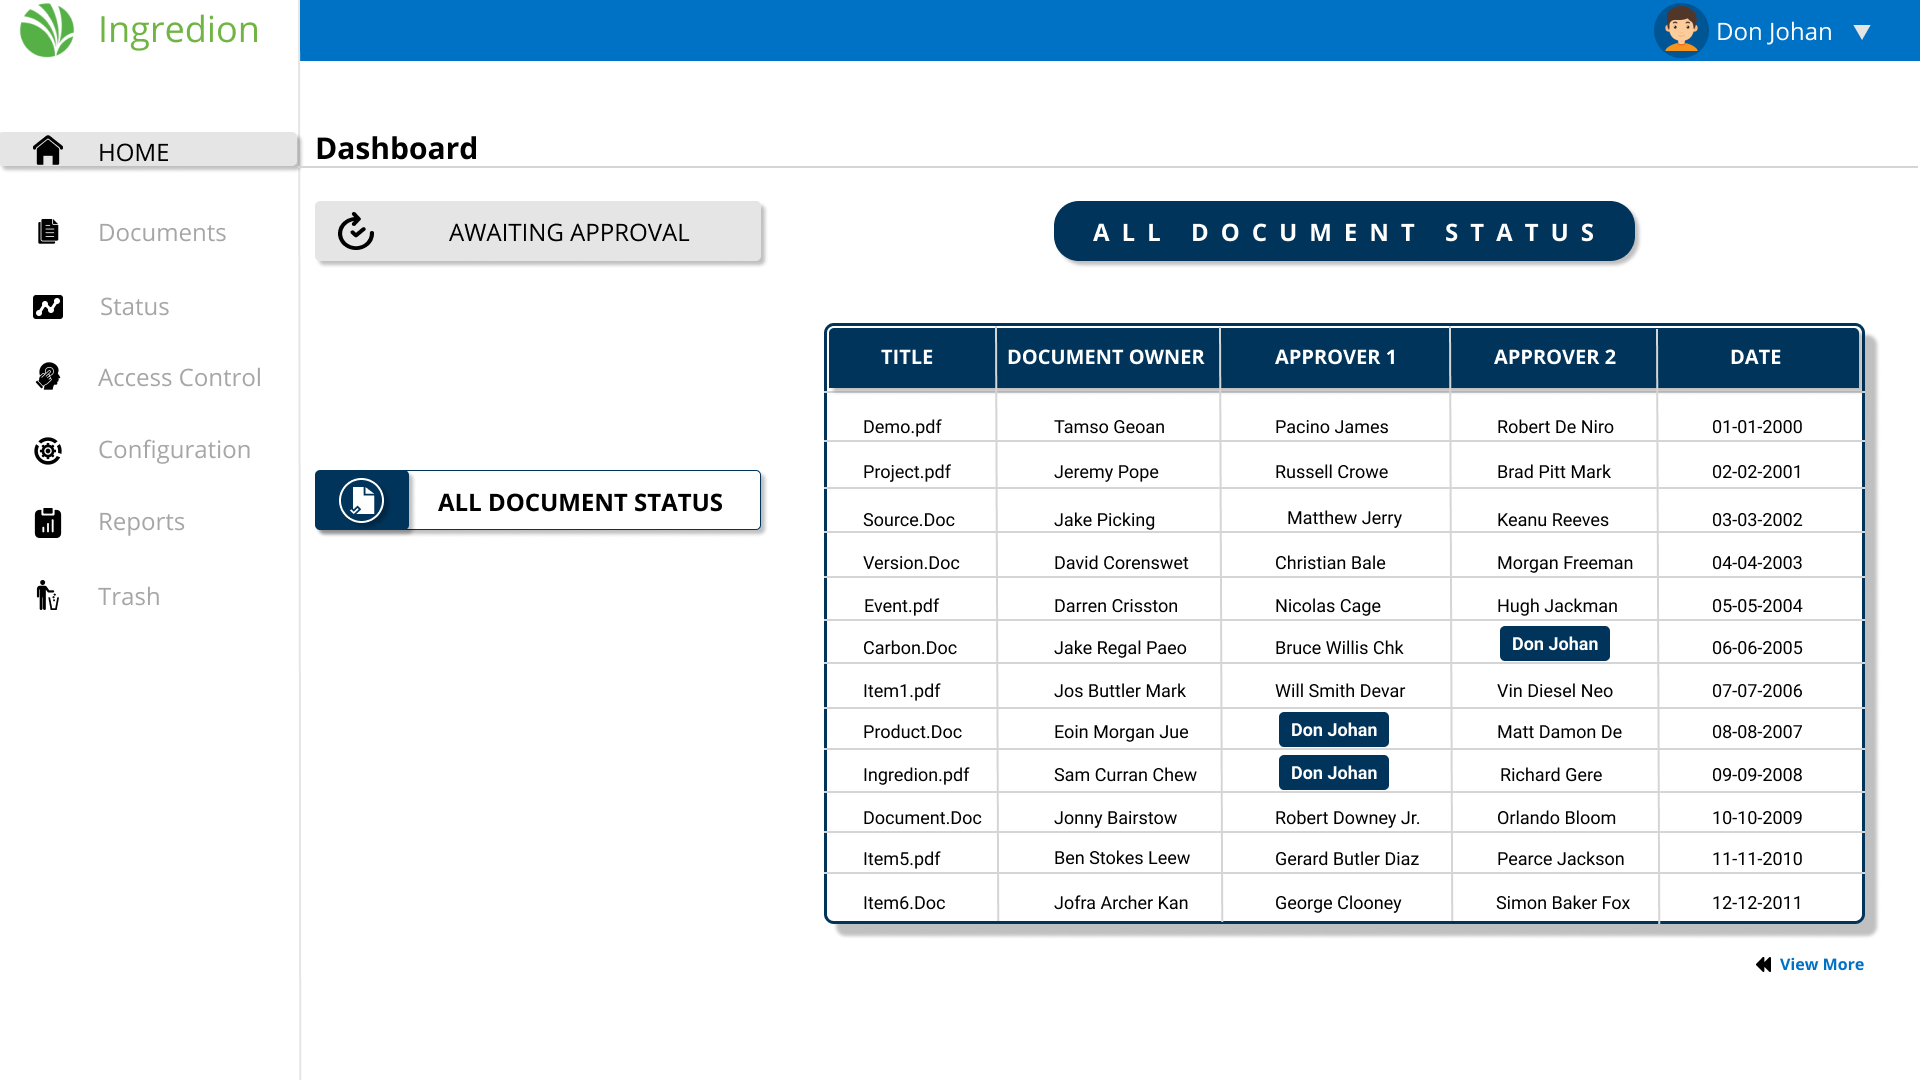 Ingredion
Don Johan
HOME
Documents
Status
Access Control
Configuration
Reports
Trash
Dashboard
AWAITING APPROVAL
ALL DOCUMENT STATUS
ALL DOCUMENT STATUS
TITLE DOCUMENT OWNER APPROVER 1 APPROVER 2 DATE
Demo.pdf Tamso Geoan Pacino James Robert De Niro 01-01-2000
Project.pdf Jeremy Pope Russell Crowe Brad Pitt Mark 02-02-2001
Source.Doc Jake Picking Matthew Jerry Keanu Reeves 03-03-2002
Version.Doc David Corenswet Christian Bale Morgan Freeman 04-04-2003
Event.pdf Darren Crisston Nicolas Cage Hugh Jackman 05-05-2004
Carbon.Doc Jake Regal Paeo Bruce Willis Chk Don Johan 06-06-2005
Item1.pdf Jos Buttler Mark Will Smith Devar Vin Diesel Neo 07-07-2006
Product.Doc Eoin Morgan Jue Don Johan Matt Damon De 08-08-2007
Ingredion.pdf Sam Curran Chew Don Johan Richard Gere 09-09-2008
Document.Doc Jonny Bairstow Robert Downey Jr. Orlando Bloom 10-10-2009
Item5.pdf Ben Stokes Leew Gerard Butler Diaz Pearce Jackson 11-11-2010
Item6.Doc Jofra Archer Kan George Clooney Simon Baker Fox 12-12-2011
View More